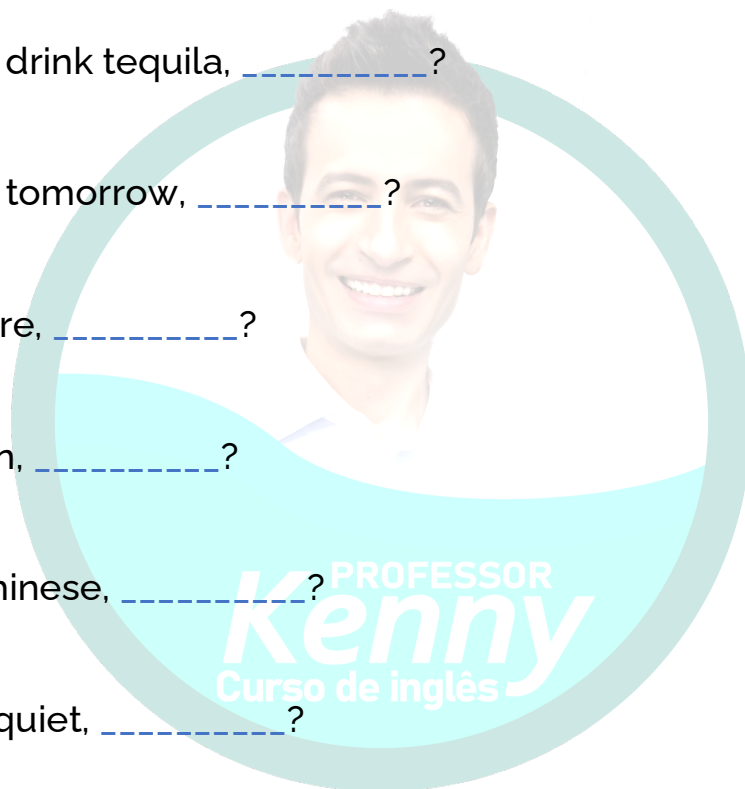 drink tequila, __________?
tomorrow, __________?
re, __________?
n, __________?
hinese, __________?
PROFESSOR
Kenny
Curso de inglês
quiet, __________?